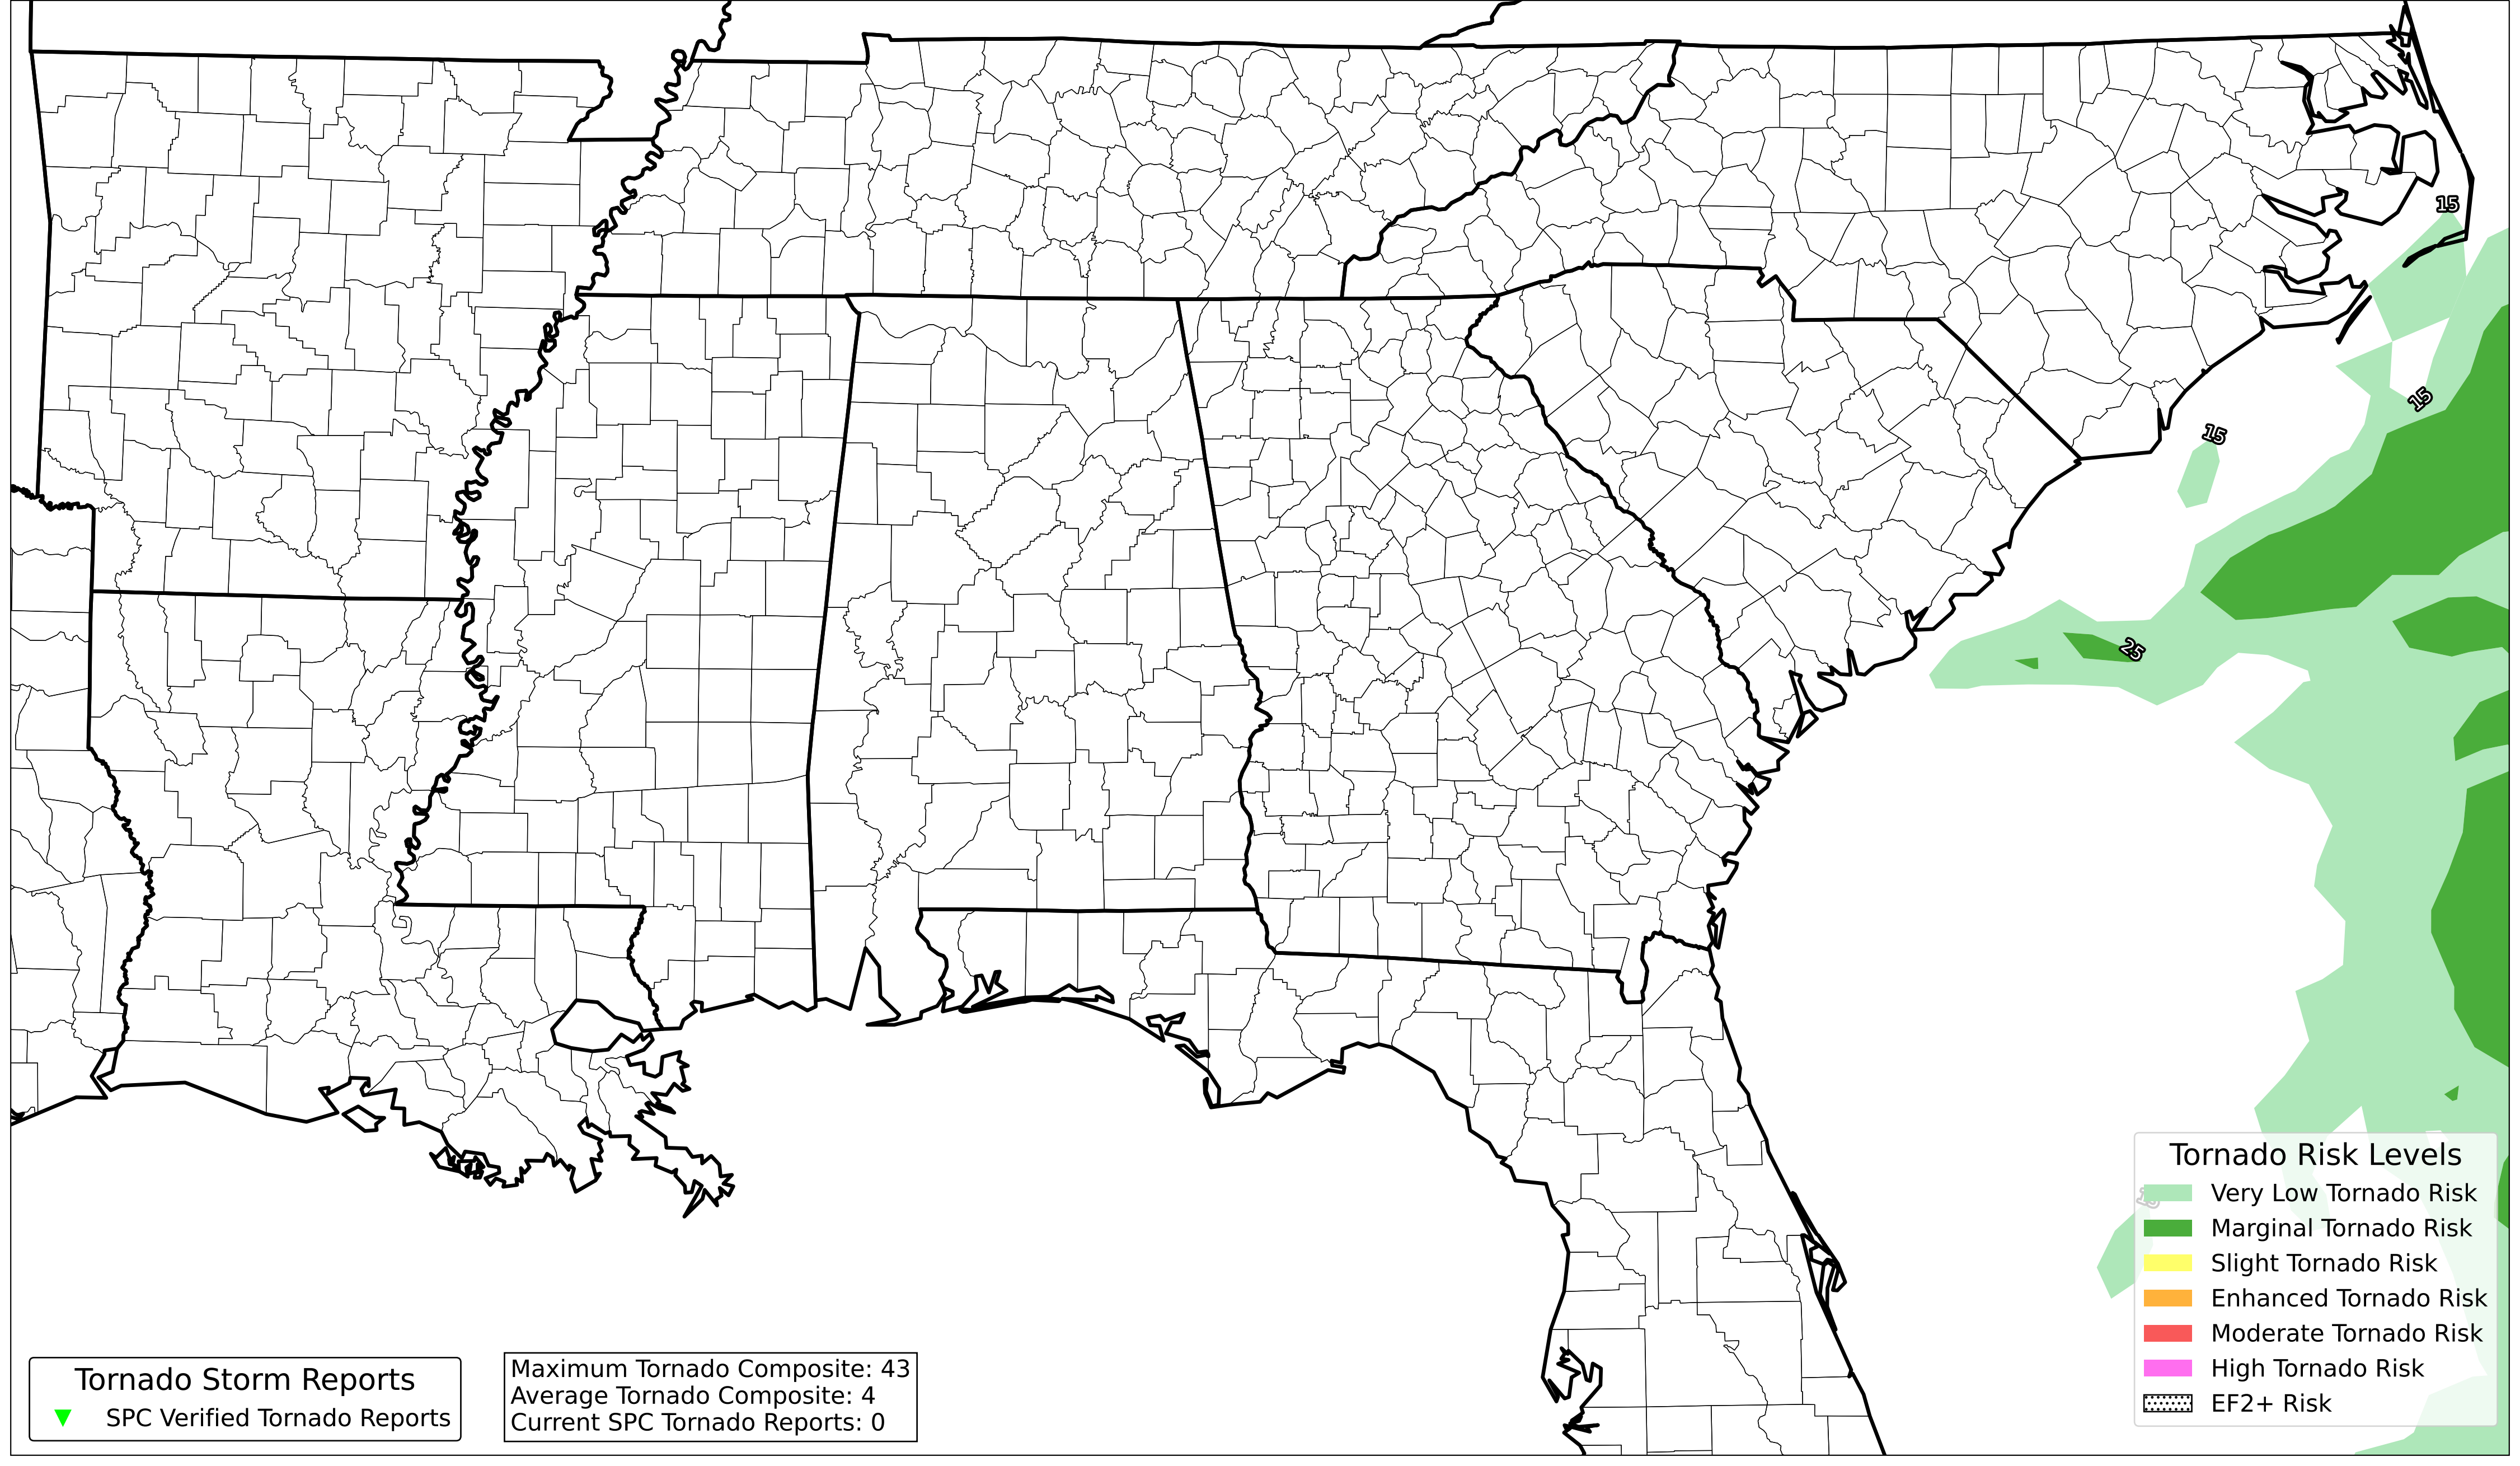 15
15
15
25
Tornado Risk Levels
Very Low Tornado Risk
15
Marginal Tornado Risk
Slight Tornado Risk
Enhanced Tornado Risk
Moderate Tornado Risk
High Tornado Risk
EF2+ Risk
Tornado Storm Reports
SPC Verified Tornado Reports
Maximum Tornado Composite: 43
Average Tornado Composite: 4
Current SPC Tornado Reports: 0